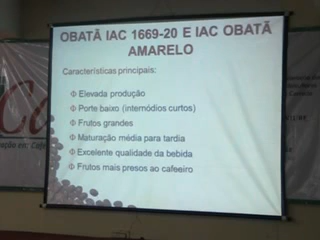 OBATÃ IAC 1669-20 E IAC OBATÃ
AMARELO
Características principais:
Φ Elevada produção
Φ Porte baixo (internódios curtos)
Φ Frutos grandes
Φ Maturação média para tardia
Φ Excelente qualidade da bebida
Φ Frutos mais presos ao cafeeiro